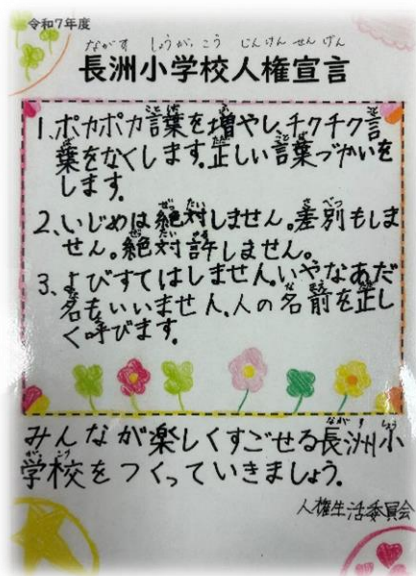 令和7年度
ながす しょうがっこう じんけん せんげん
長洲小学校人権宣言
1、ポカポカ言葉を増やし、チクチク言
葉をなくします。正しい言葉づかいを
します。
2、いじめは絶対しません。差別もしま
せん。絶対許しません。
3、よびすてはしません。いやなあだ
名もいいません。人の名前を正し
く呼びます。
みんなが楽しくすごせる長洲小
学校をつくっていきましょう。
人権生活委員会